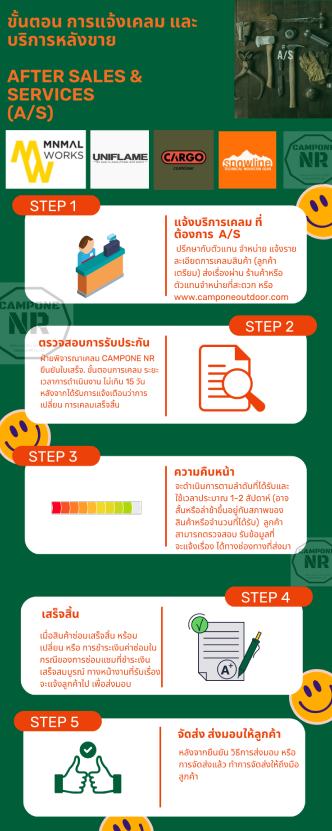 ขั้นตอน การแจ้งเคลม และ
บริการหลังขาย
AFTER SALES &
SERVICES
(A/S)
A/S
MNMAL
WORKS
UNIFLAME
CARGO
container
snowline
TECHNICAL MOUNTAIN GEAR
CAMPONE
NR
STEP 1
แจ้งบริการเคลม ที่
ต้องการ A/S
ปรึกษากับตัวแทน จำหน่าย แจ้งราย
ละเอียดการเคลมสินค้า (ลูกค้า
เตรียม) ส่งเรื่องผ่าน ร้านค้าหรือ
ตัวแทนจำหน่ายที่สะดวก หรือ
www.componeoutdoor.com
CAMPONE
NR
STEP 2
ตรวจสอบการรับประกัน
ฝ่ายพิจารณาเคลม CAMPONE NR
ยืนยันใบเสร็จ, ขั้นตอนการเคลม ระยะ
เวลาการดำเนินงาน ไม่เกิน 15 วัน
หลังจากได้รับการแจ้งเตือนว่าการ
เปลี่ยน การเคลมเสร็จสิ้น
STEP 3
ความคืบหน้า
จะดำเนินการตามลำดับที่ได้รับและ
ใช้เวลาประมาณ 1-2 สัปดาห์ (อาจ
สั้นหรือล่าช้าขึ้นอยู่กับสภาพของ
สินค้าหรือจำนวนที่ได้รับ) ลูกค้า
สามารถตรวจสอบ รับข้อมูลที่
จะแจ้งเรื่อง ได้ทางช่องทางที่ส่งมา
CAMPONE
NR
STEP 4
เสร็จสิ้น
เมื่อสินค้าซ่อมเสร็จสิ้น หรือม
เปลี่ยน หรือ การชำระเงินค่าซ่อมใน
กรณีของการซ่อมแซมที่ชำระเงิน
เสร็จสมบูรณ์ ทางหน้างานที่รับเรื่อง
จะแจ้งลูกค้าไป เพื่อส่งมอบ
A+
STEP 5
จัดส่ง ส่งมอบให้ลูกค้า
หลังจากยืนยัน วิธีการส่งมอบ หรือ
การจัดส่งแล้ว ทำการจัดส่งให้ถึงมือ
ลูกค้า